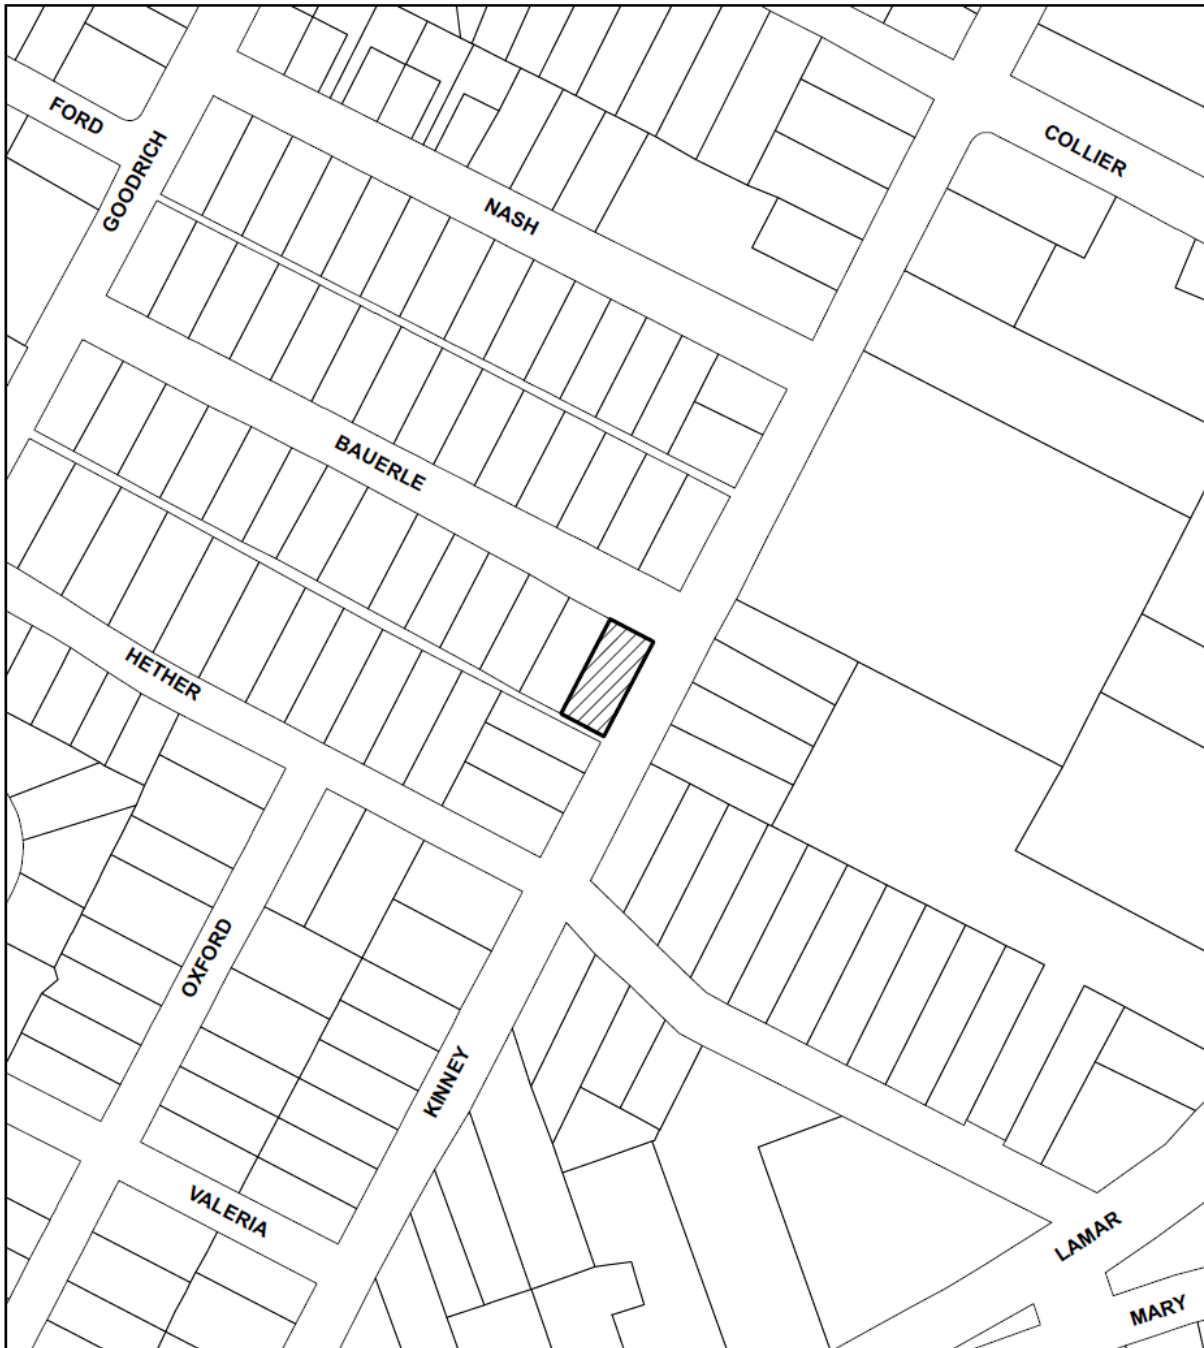 FORD
COLLIER
GOODRICH
NASH
BAUERLE
HETHER
OXFORD
KINNEY
VALERIA
LAMAR
MARY